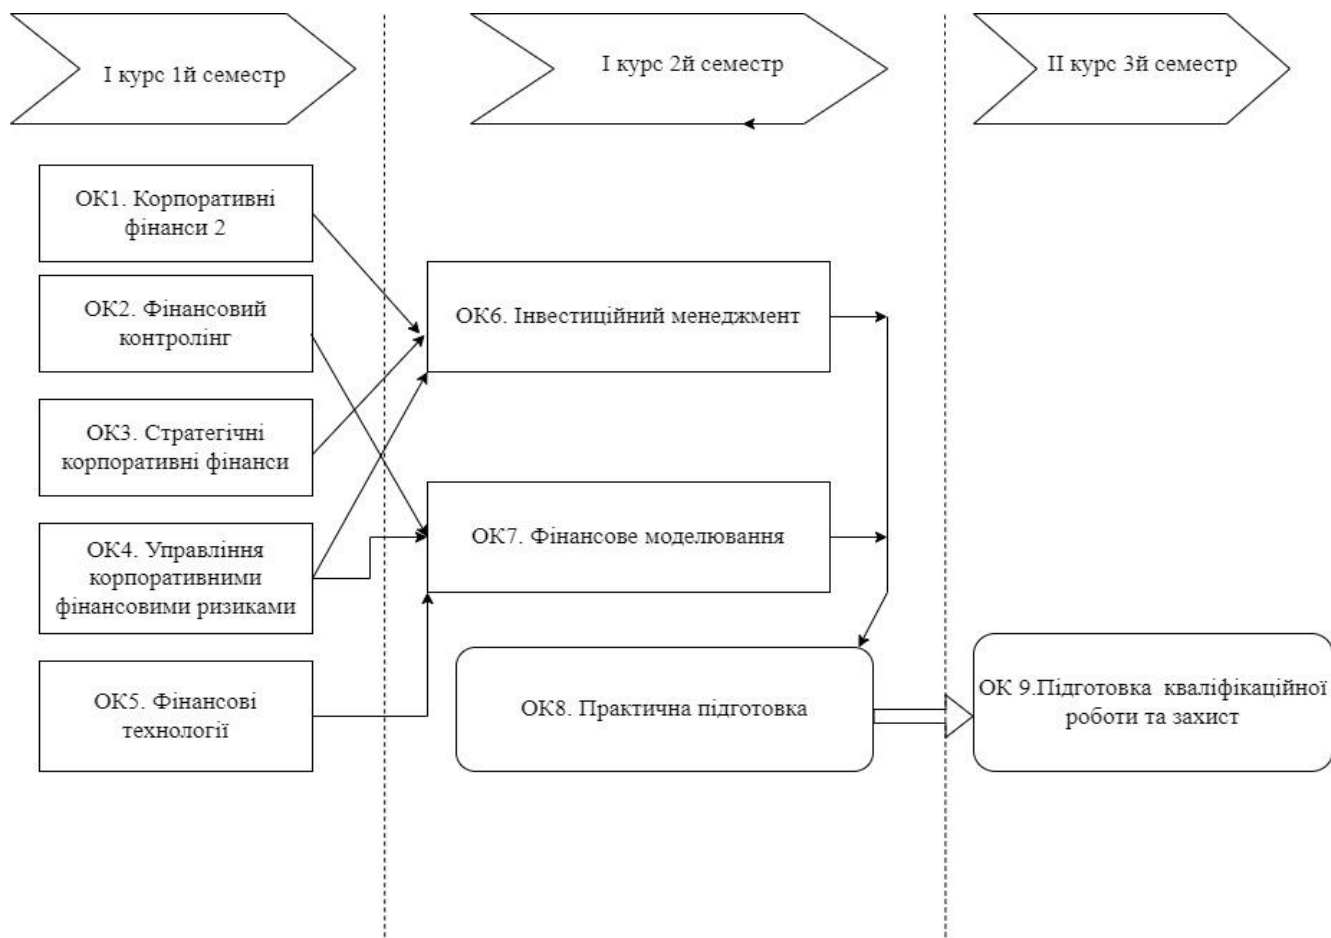 І курс 1й семестр
І курс 2й семестр
ІІ курс 3й семестр
ОК1. Корпоративні
фінанси 2
ОК2. Фінансовий
контролінг
ОК3. Стратегічні
корпоративні фінанси
ОК4. Управління
корпоративними
фінансовими ризиками
ОК5. Фінансові
технології
ОК6. Інвестиційний менеджмент
ОК7. Фінансове моделювання
ОК8. Практична підготовка
ОК 9.Підготовка кваліфікаційної
роботи та захист